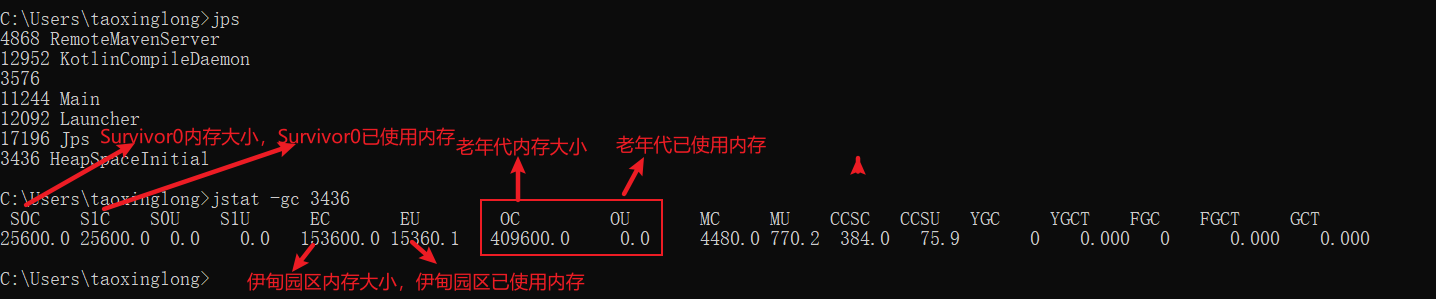 C:\Users\taoxinglong>jps
4868 RemoteMavenServer
12952 KotlinCompileDaemon
3576
11244 Main
12092 Launcher
17196 Jps
Survivor0内存大小，Survivor0已使用内存
老年代内存大小
老年代已使用内存
3436 HeapSpaceInitial
C:\Users\taoxinglong>jstat -gc 3436
S0C S1C S0U S1U EC EU OC OU MC MU CCSC CCSU YGC YGCT FGC FGCT GCT
25600.0 25600.0 0.0 0.0 153600.0 15360.1 409600.0 0.0 4480.0 770.2 384.0 75.9 0 0.000 0 0.000 0.000
C:\Users\taoxinglong>
伊甸园区内存大小，伊甸园区已使用内存